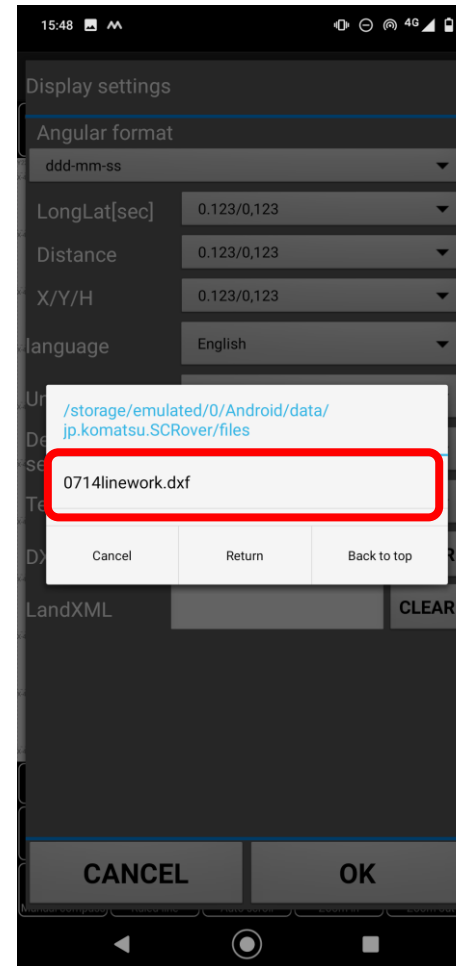 15:48 4G
Display settings
Angular format
ddd-mm-ss
LongLat[sec] 0.123/0,123
Distance 0.123/0,123
X/Y/H 0.123/0,123
language English
/storage/emulated/0/Android/data/
jp.komatsu.SCRover/files
0714linework.dxf
Cancel Return Back to top
LandXML CLEAR
CANCEL OK